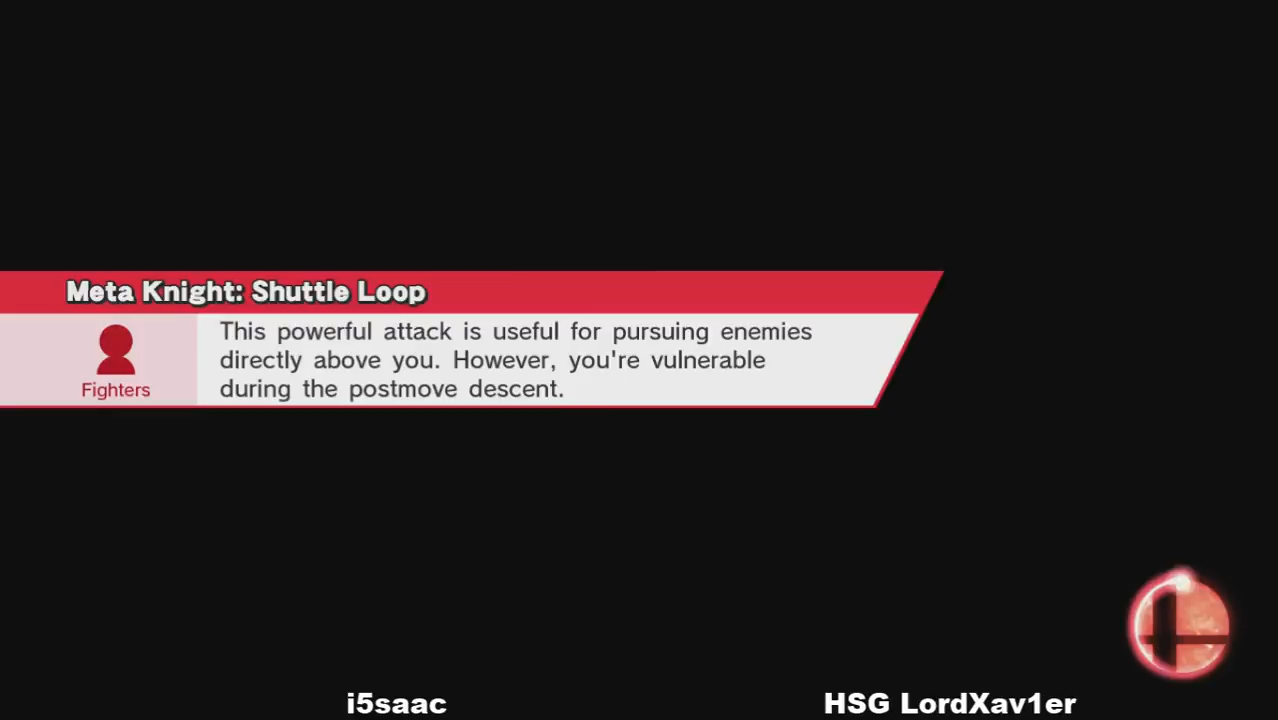 Meta Knight: Shuttle Loop
This powerful attack is useful for pursuing enemies
directly above you. However, you're vulnerable
during the postmove descent.
Fighters
i5saac
HSG LordXav1er